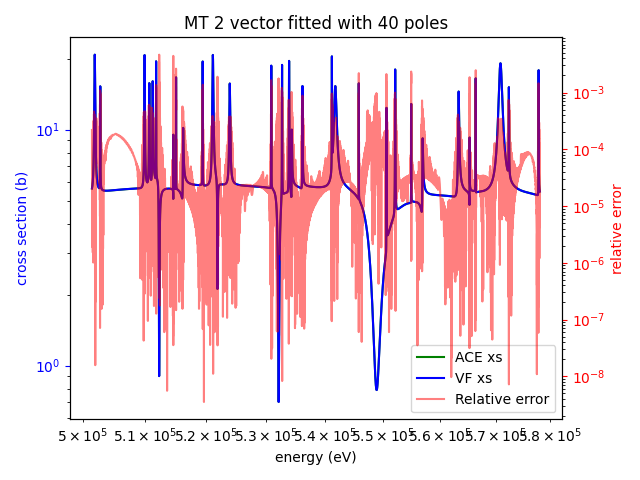 MT 2 vector fitted with 40 poles
cross section (b)
10¹
10⁰
relative error
10⁻³
10⁻⁴
10⁻⁵
10⁻⁶
10⁻⁷
10⁻⁸
ACE xs
VF xs
Relative error
5 × 10⁵ 5.1 × 10⁵ 5.2 × 10⁵ 5.3 × 10⁵ 5.4 × 10⁵ 5.5 × 10⁵ 5.6 × 10⁵ 5.7 × 10⁵ 5.8 × 10⁵
energy (eV)